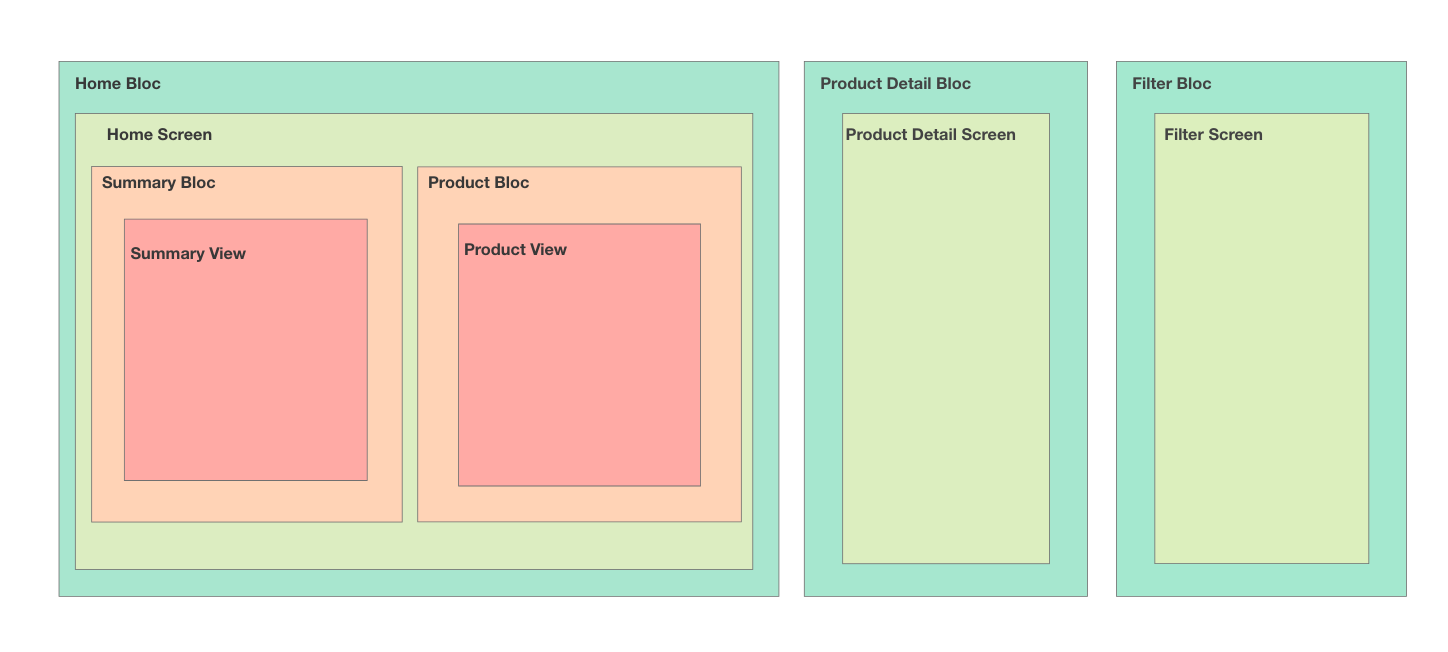 Home Bloc
Home Screen
Summary Bloc
Summary View
Product Bloc
Product View
Product Detail Bloc
Product Detail Screen
Filter Bloc
Filter Screen